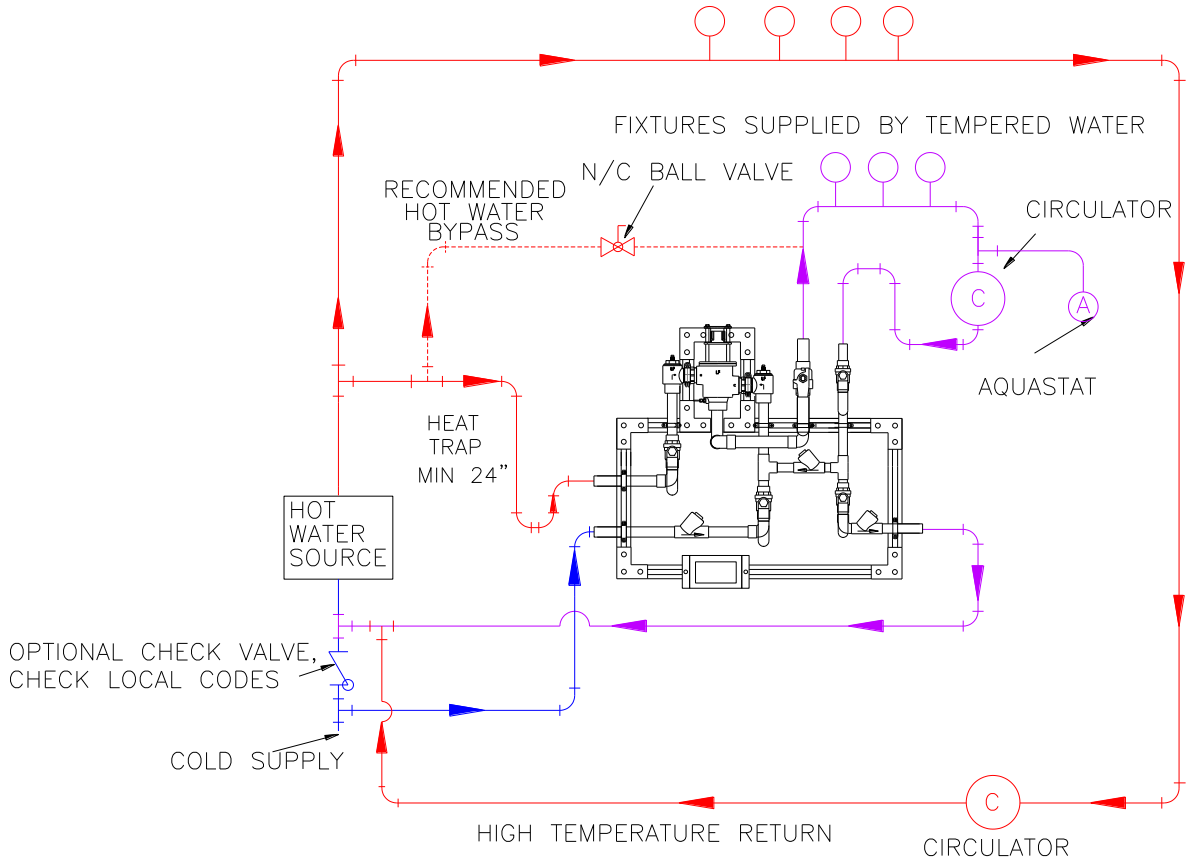 FIXTURES SUPPLIED BY TEMPERED WATER
N/C BALL VALVE
RECOMMENDED
HOT WATER
BYPASS
CIRCULATOR
C
A
AQUASTAT
HEAT
TRAP
MIN 24”
HOT
WATER
SOURCE
OPTIONAL CHECK VALVE,
CHECK LOCAL CODES
COLD SUPPLY
C
HIGH TEMPERATURE RETURN
CIRCULATOR